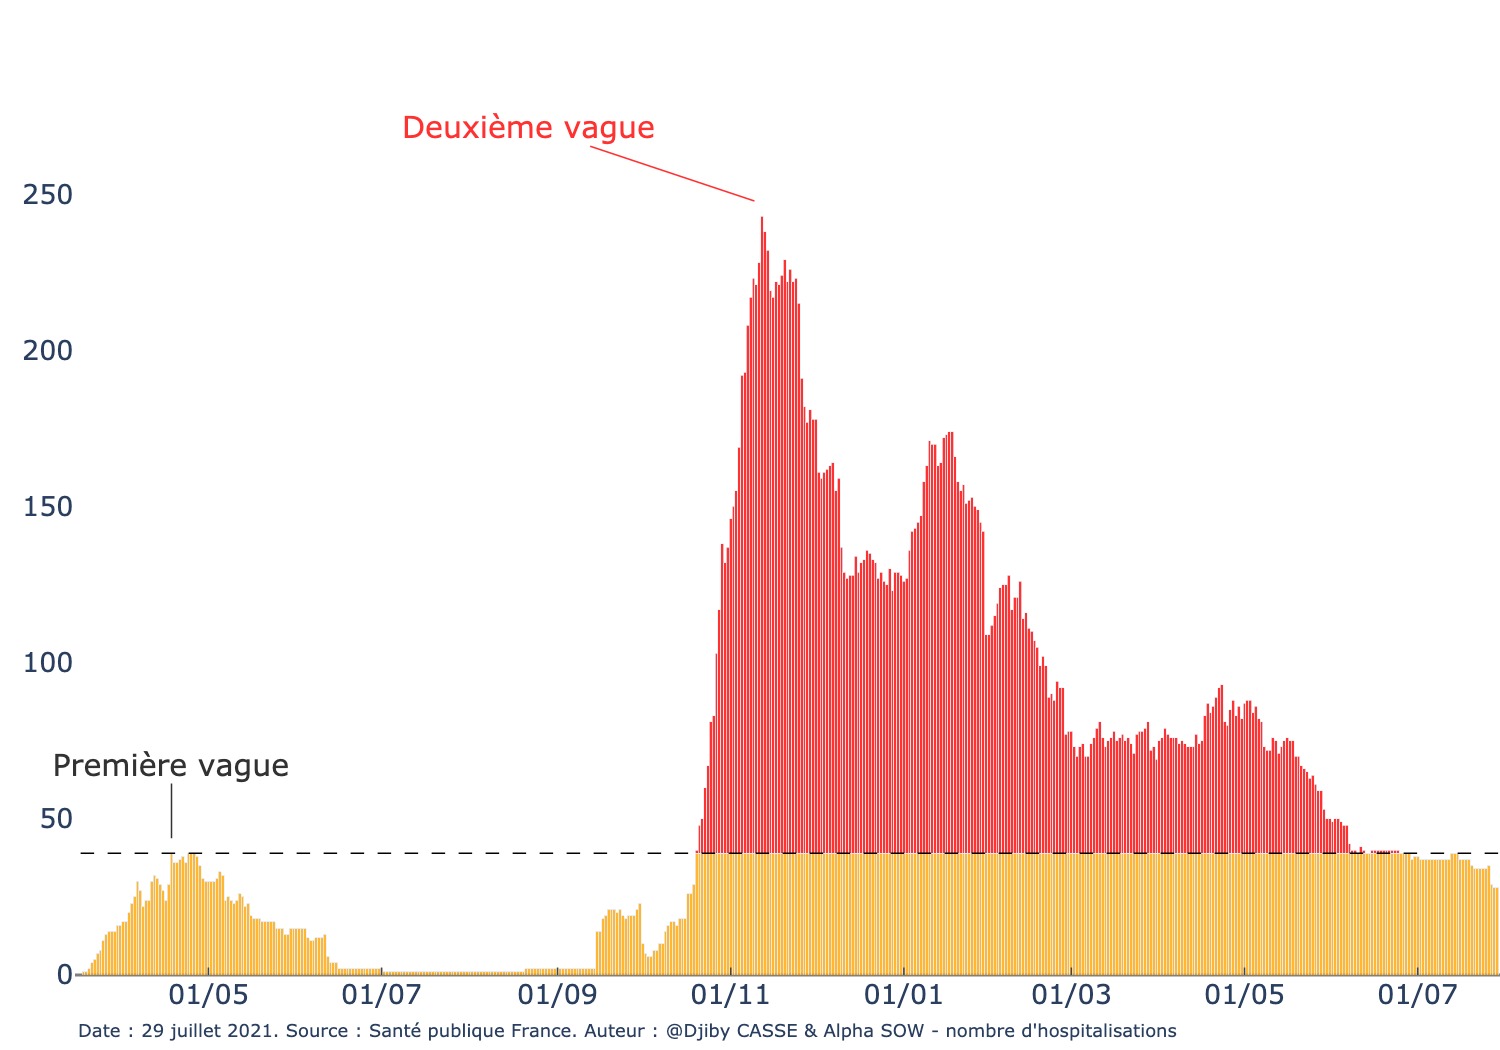 Deuxième vague
250
200
150
100
Première vague
50
0
01/05 01/07 01/09 01/11 01/01 01/03 01/05 01/07
Date : 29 juillet 2021. Source : Santé publique France. Auteur : @Djiby CASSE & Alpha SOW - nombre d'hospitalisations